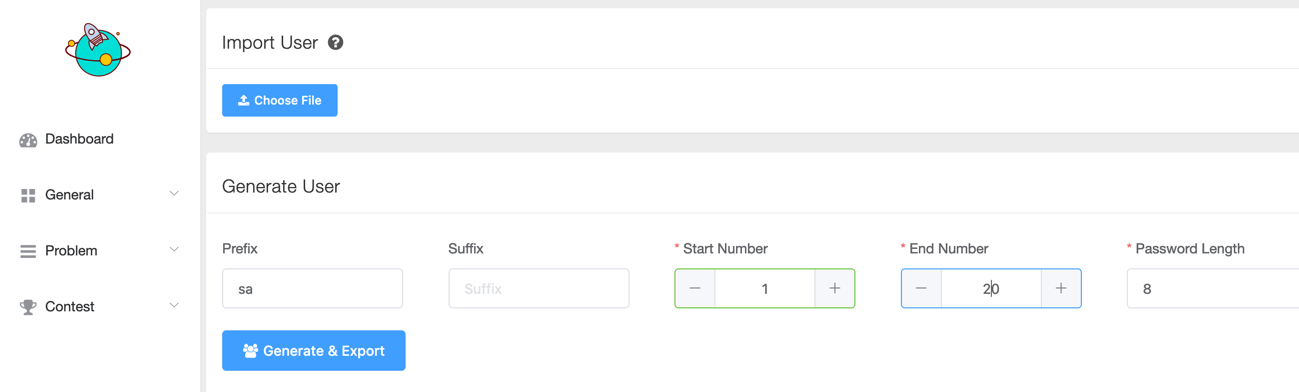 Import User
Choose File
Dashboard
General
Problem
Contest
Generate User
Prefix
Suffix
* Start Number
* End Number
* Password Length
sa
Suffix
1
20
8
Generate & Export